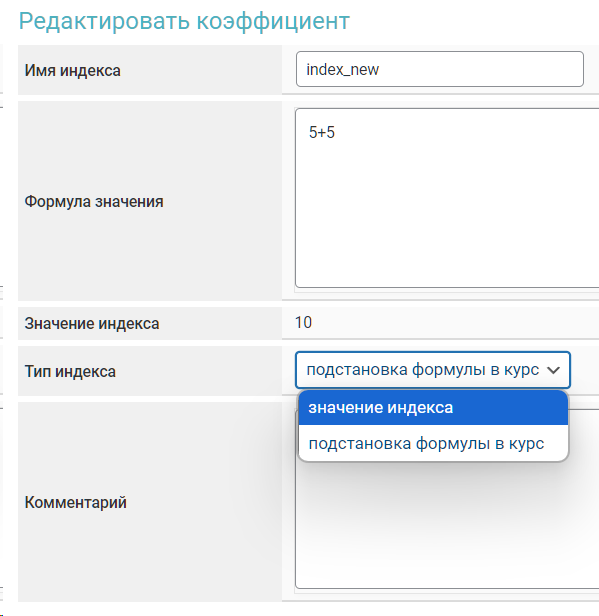 Редактировать коэффициент
Имя индекса
index_new
Формула значения
5+5
Значение индекса
10
Тип индекса
подстановка формулы в курс
значение индекса
подстановка формулы в курс
Комментарий